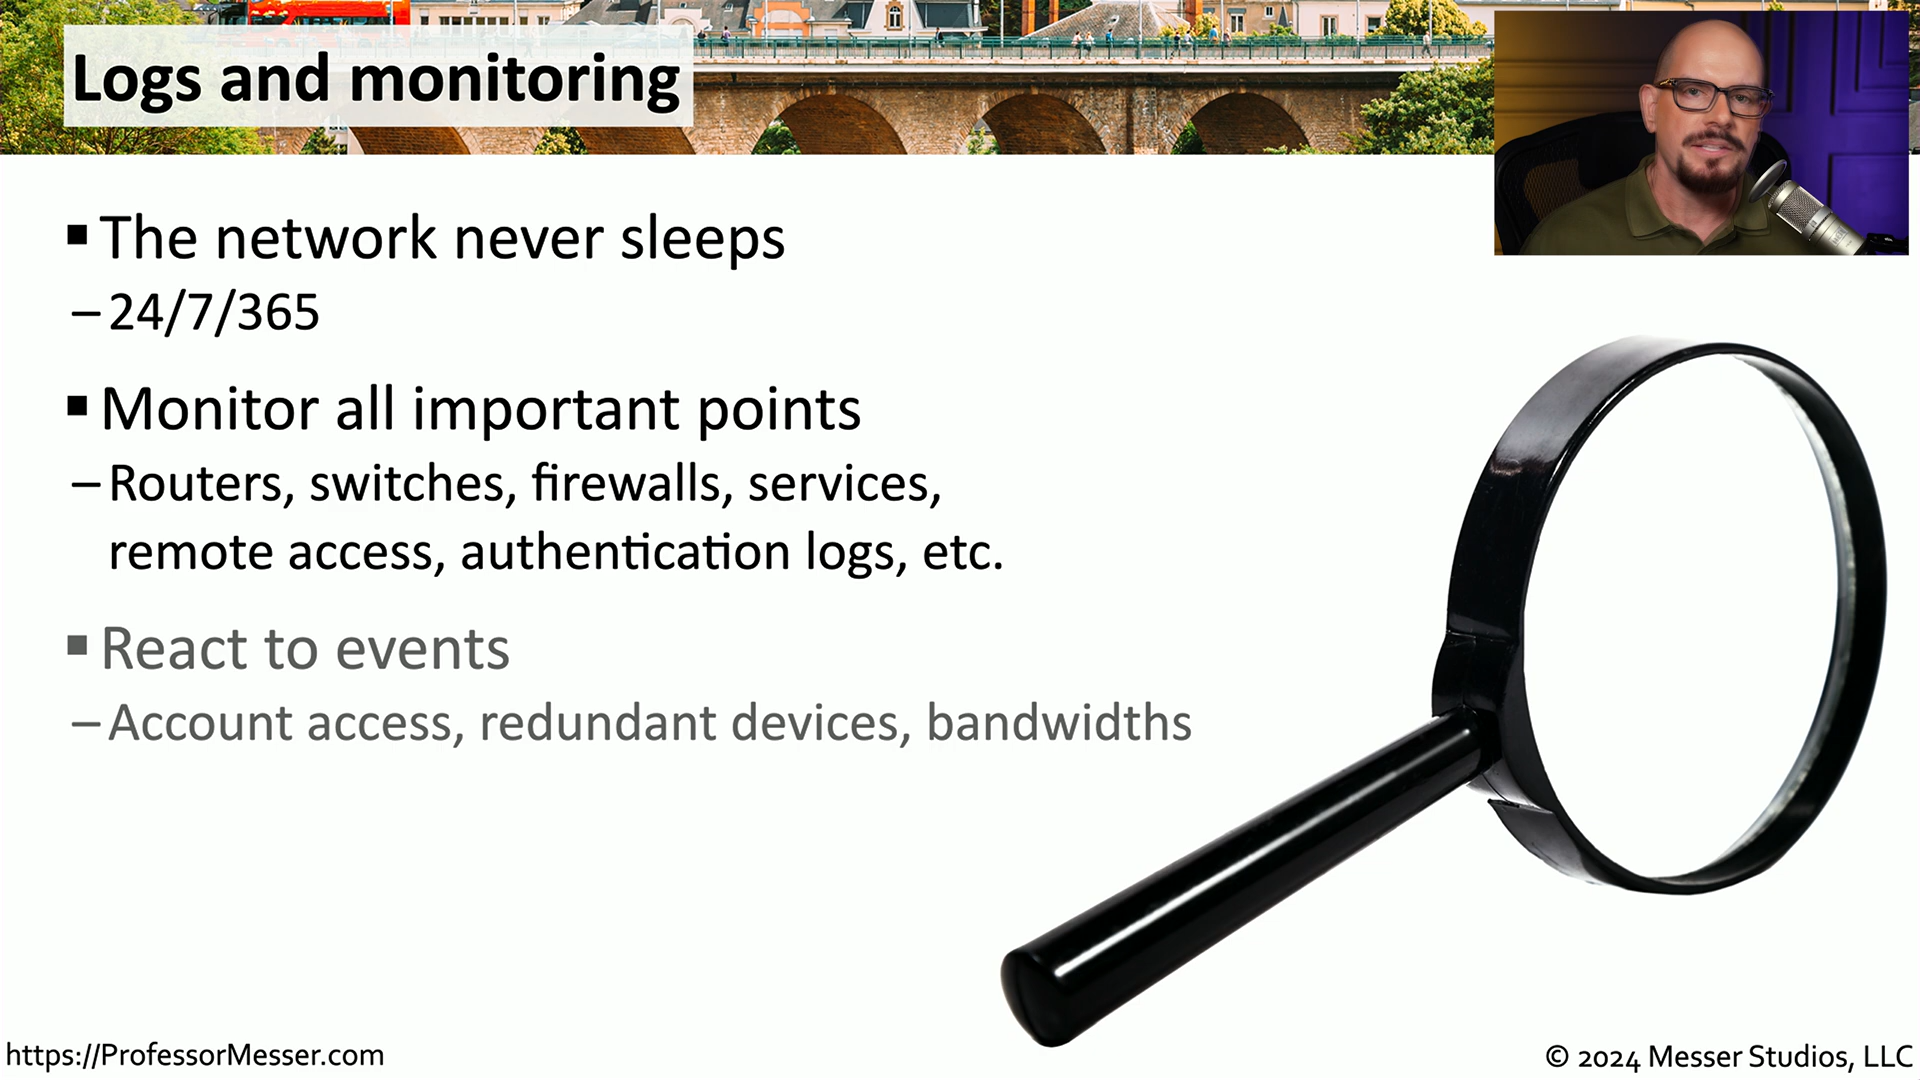 Logs and monitoring
▪ The network never sleeps
– 24/7/365
▪ Monitor all important points
– Routers, switches, firewalls, services,
remote access, authentication logs, etc.
▪ React to events
– Account access, redundant devices, bandwidths
https://ProfessorMesser.com
© 2024 Messer Studios, LLC